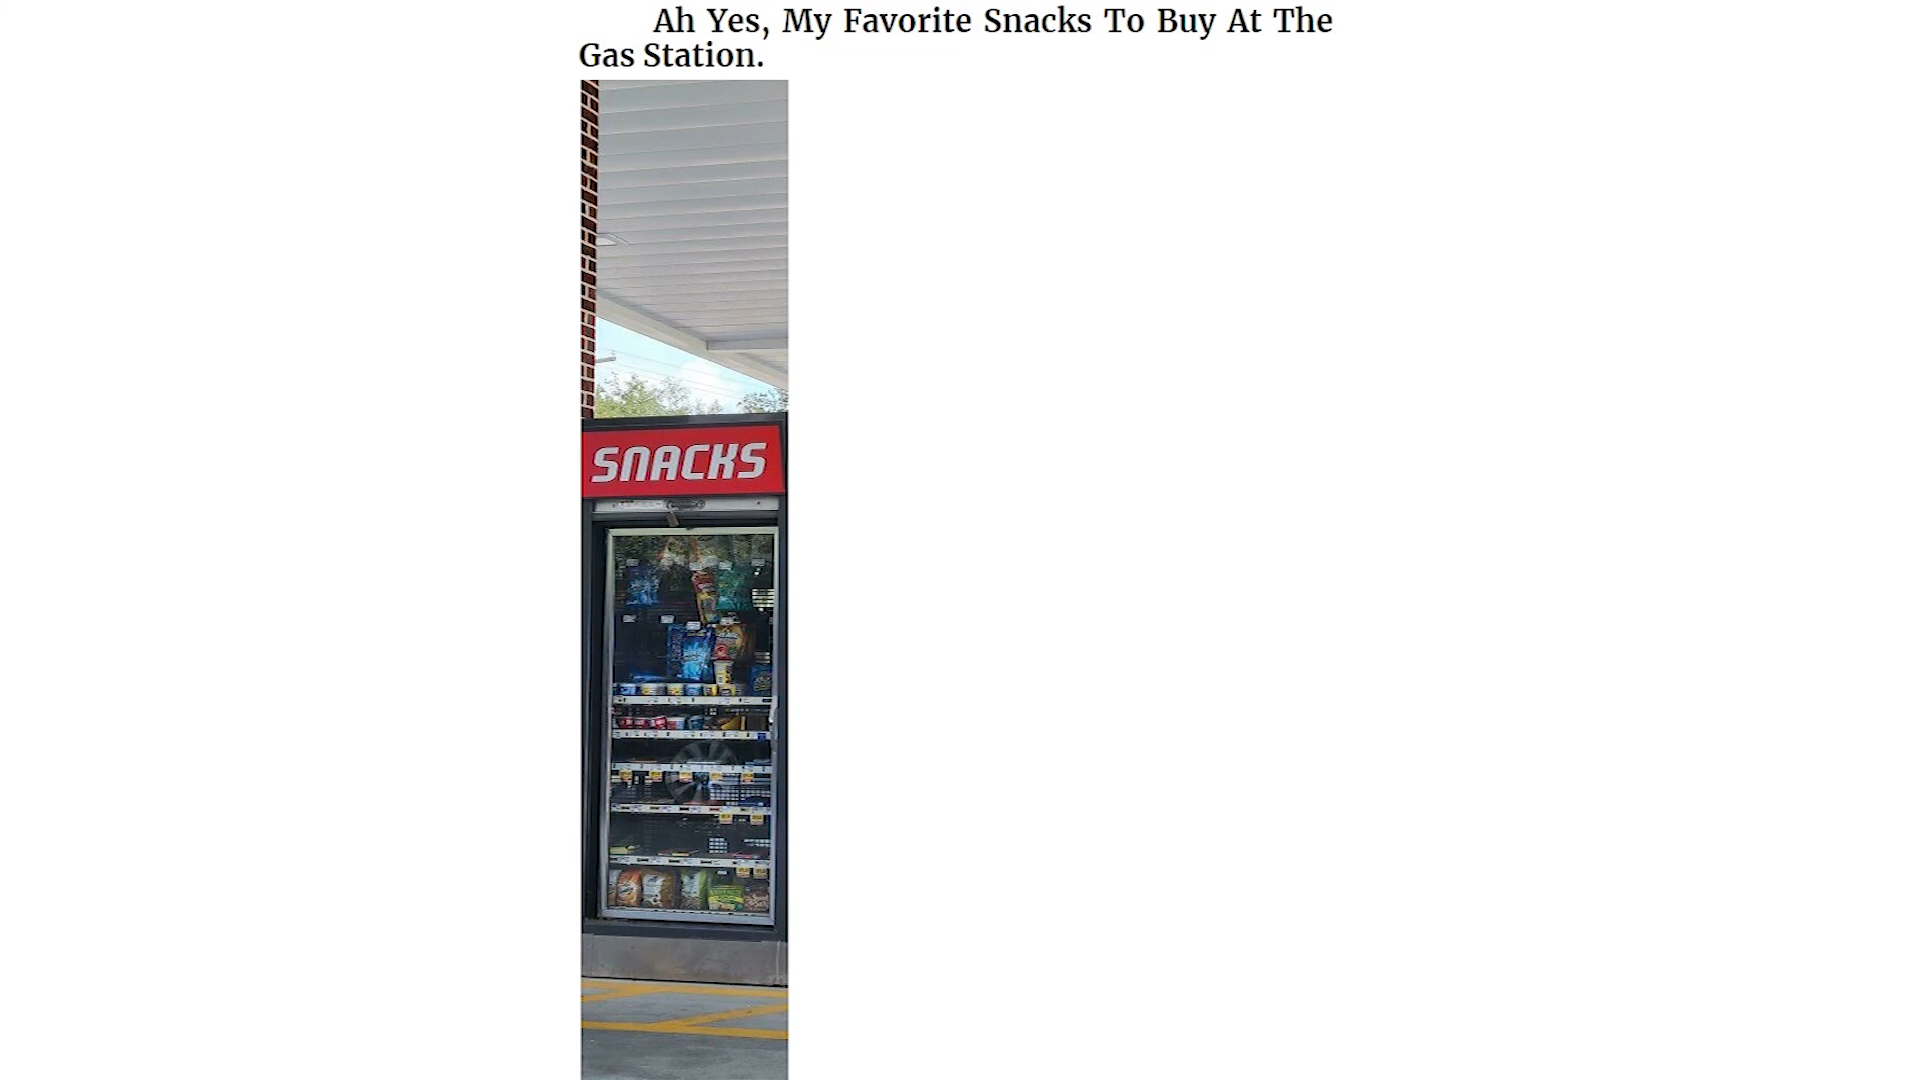 Ah Yes, My Favorite Snacks To Buy At The
Gas Station.
SNACKS